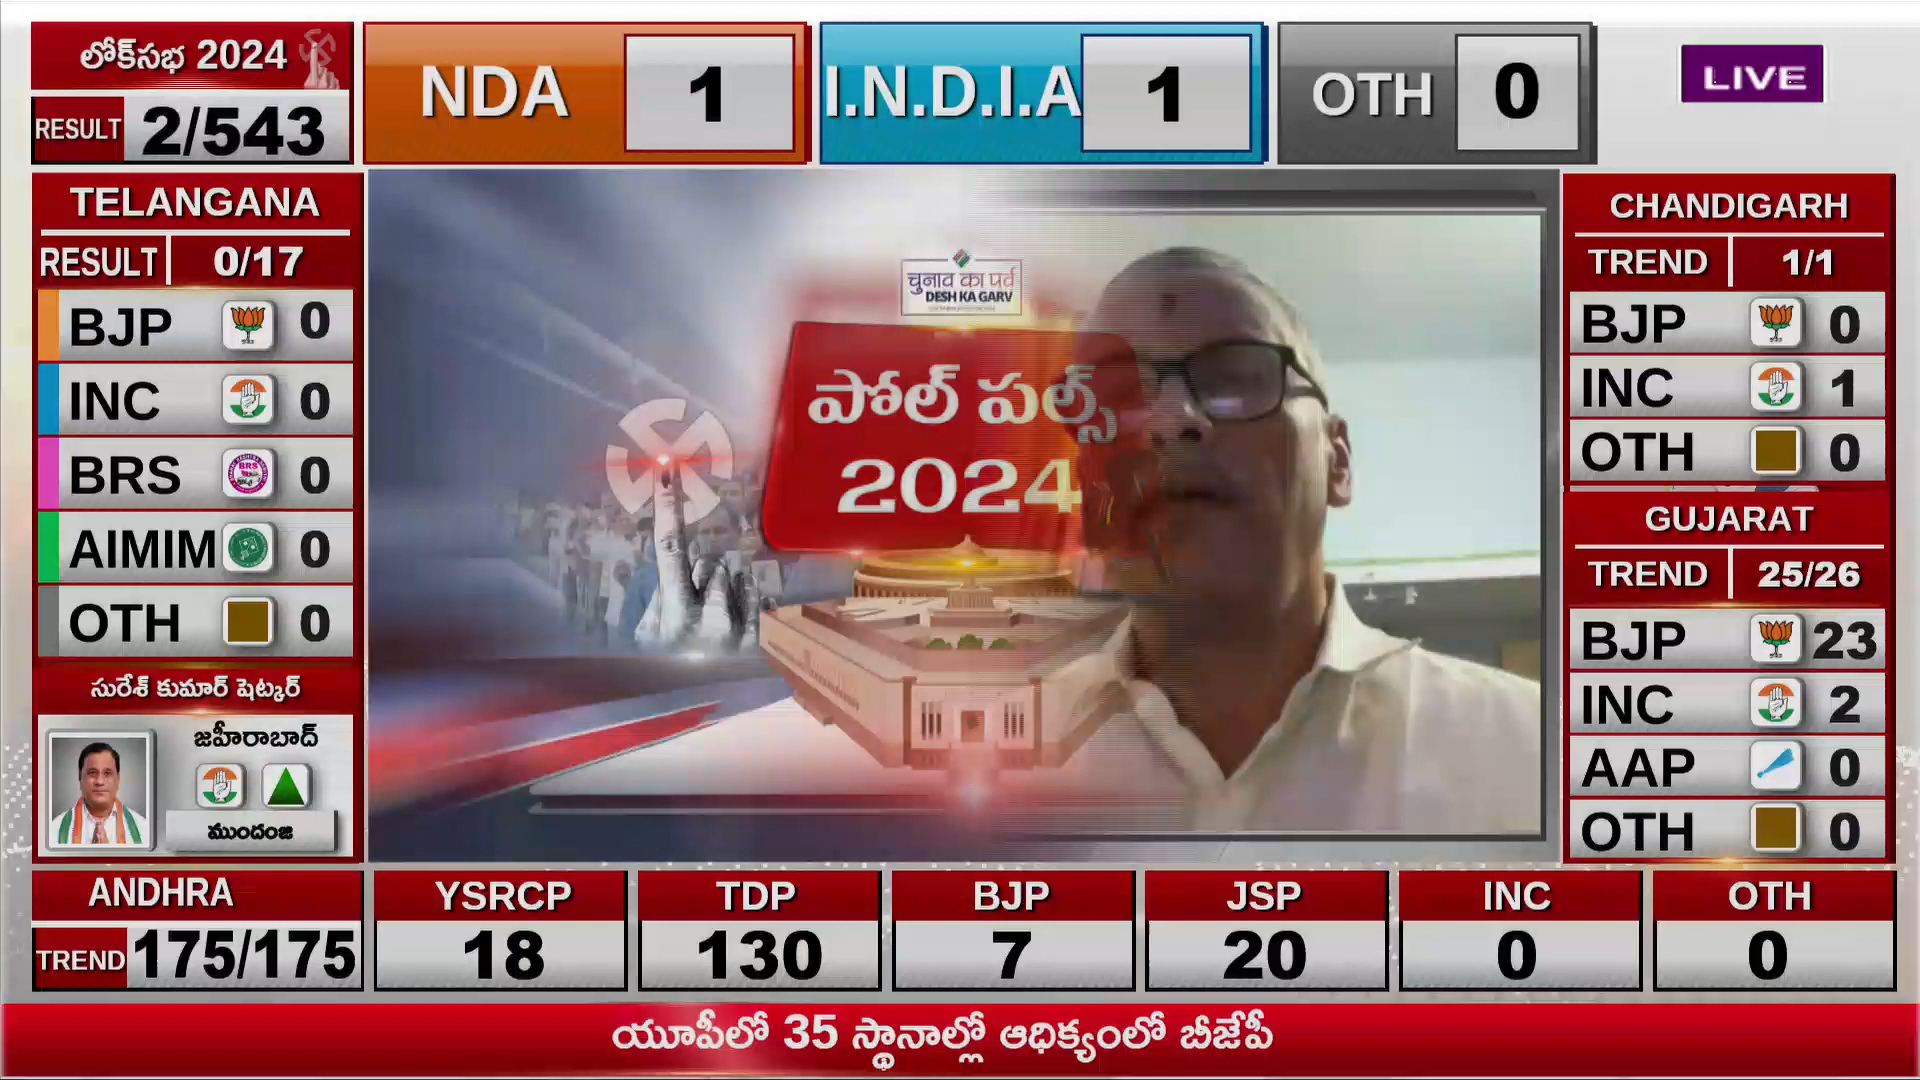 లోక్‌సభ 2024
RESULT 2/543
NDA 1
I.N.D.I.A 1
OTH 0
LIVE
TELANGANA
RESULT 0/17
BJP 0
INC 0
BRS 0
AIMIM 0
OTH 0
సురేశ్ కుమార్ షెట్కర్
జహీరాబాద్
ముందంజ
चुनाव का पर्व
DESH KA GARV
పోల్ పల్స్
2024
CHANDIGARH
TREND 1/1
BJP 0
INC 1
OTH 0
GUJARAT
TREND 25/26
BJP 23
INC 2
AAP 0
OTH 0
ANDHRA
TREND 175/175
YSRCP
18
TDP
130
BJP
7
JSP
20
INC
0
OTH
0
యూపీలో 35 స్థానాల్లో ఆధిక్యంలో బీజేపీ